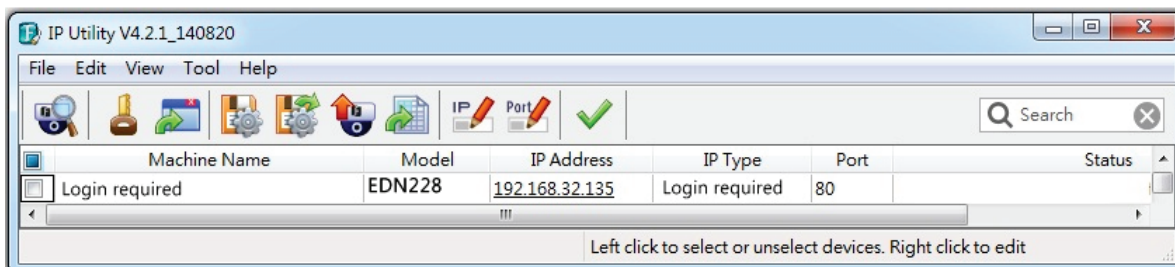 IP Utility V4.2.1_140820
File Edit View Tool Help
IP Port Search
Machine Name Model IP Address IP Type Port Status
Login required EDN228 192.168.32.135 Login required 80
Left click to select or unselect devices. Right click to edit